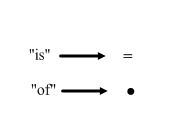 "is" → =
"of" → •